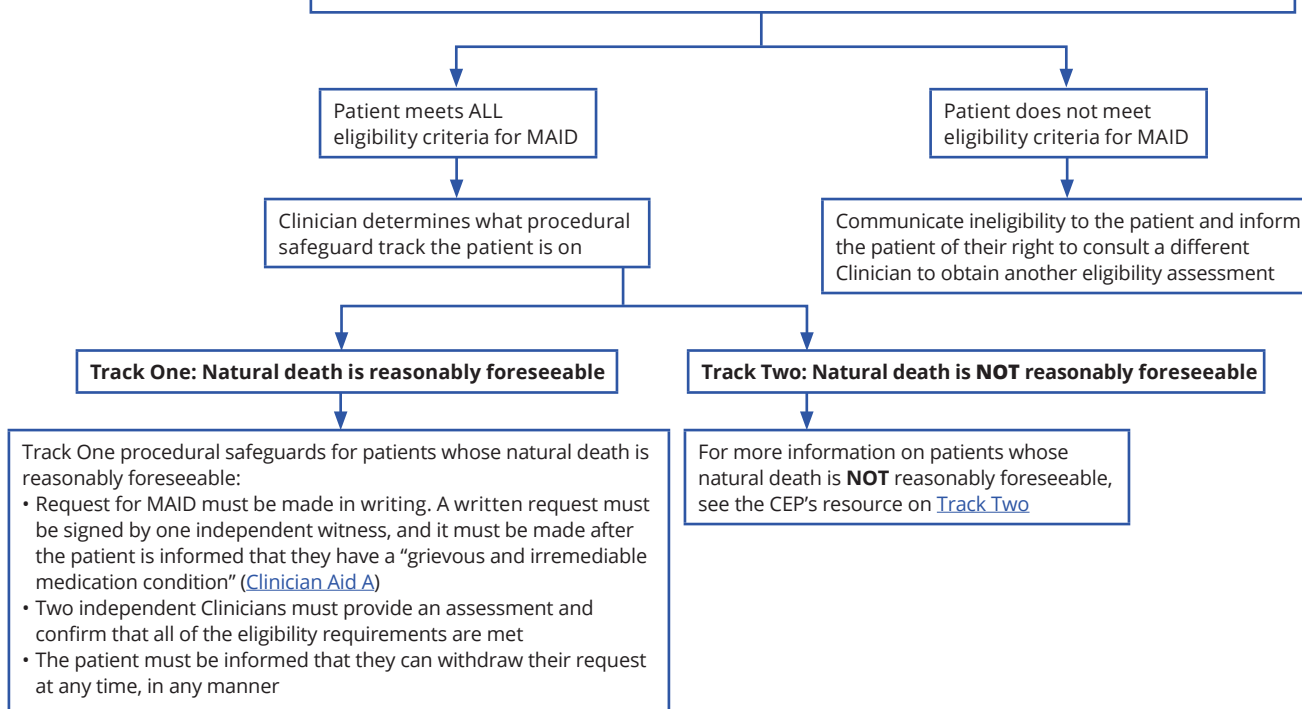 Patient meets ALL
eligibility criteria for MAID
Patient does not meet
eligibility criteria for MAID
Clinician determines what procedural
safeguard track the patient is on
Communicate ineligibility to the patient and inform
the patient of their right to consult a different
Clinician to obtain another eligibility assessment
Track One: Natural death is reasonably foreseeable
Track Two: Natural death is NOT reasonably foreseeable
Track One procedural safeguards for patients whose natural death is
reasonably foreseeable:
• Request for MAID must be made in writing. A written request must
be signed by one independent witness, and it must be made after
the patient is informed that they have a “grievous and irremediable
medication condition” (Clinician Aid A)
• Two independent Clinicians must provide an assessment and
confirm that all of the eligibility requirements are met
• The patient must be informed that they can withdraw their request
at any time, in any manner
For more information on patients whose
natural death is NOT reasonably foreseeable,
see the CEP’s resource on Track Two